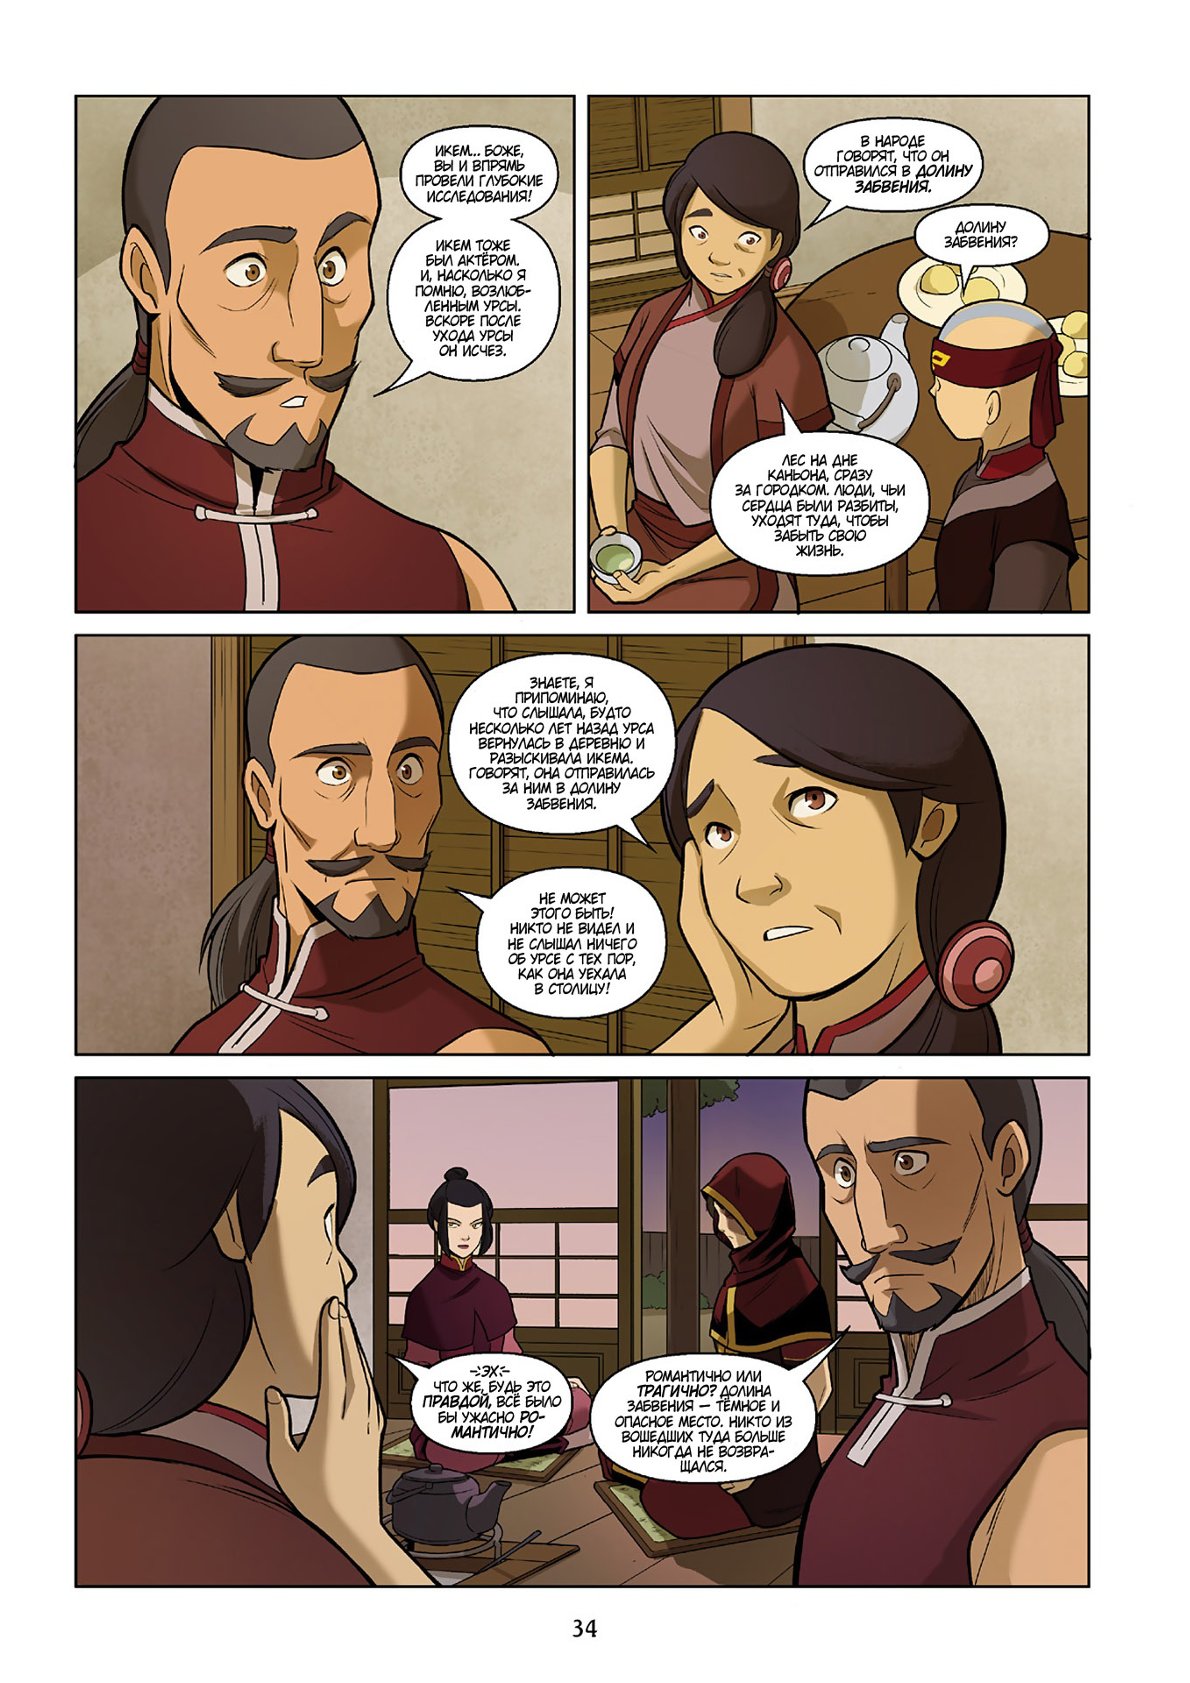 ИКЕМ... БОЖЕ,
ВЫ И ВПРЯМЬ
ПРОВЕЛИ ГЛУБОКИЕ
ИССЛЕДОВАНИЯ!
ИКЕМ ТОЖЕ
БЫЛ АКТЁРОМ.
И, НАСКОЛЬКО Я
ПОМНЮ, ВОЗЛЮБ-
ЛЕННЫМ УРСЫ.
ВСКОРЕ ПОСЛЕ
УХОДА УРСЫ
ОН ИСЧЕЗ.
В НАРОДЕ
ГОВОРЯТ, ЧТО ОН
ОТПРАВИЛСЯ В ДОЛИНУ
ЗАБВЕНИЯ.
ДОЛИНУ
ЗАБВЕНИЯ?
ЛЕС НА ДНЕ
КАНЬОНА, СРАЗУ
ЗА ГОРОДКОМ. ЛЮДИ, ЧЬИ
СЕРДЦА БЫЛИ РАЗБИТЫ,
УХОДЯТ ТУДА, ЧТОБЫ
ЗАБЫТЬ СВОЮ
ЖИЗНЬ.
ЗНАЕТЕ, Я
ПРИПОМИНАЮ,
ЧТО СЛЫШАЛА, БУДТО
НЕСКОЛЬКО ЛЕТ НАЗАД УРСА
ВЕРНУЛАСЬ В ДЕРЕВНЮ И
РАЗЫСКИВАЛА ИКЕМА.
ГОВОРЯТ, ОНА ОТПРАВИЛАСЬ
ЗА НИМ В ДОЛИНУ
ЗАБВЕНИЯ.
НЕ МОЖЕТ
ЭТОГО БЫТЬ!
НИКТО НЕ ВИДЕЛ И
НЕ СЛЫШАЛ НИЧЕГО
ОБ УРСЕ С ТЕХ ПОР,
КАК ОНА УЕХАЛА
В СТОЛИЦУ!
-ЭХ-
ЧТО ЖЕ, БУДЬ ЭТО
ПРАВДОЙ, ВСЁ БЫЛО
БЫ УЖАСНО РО-
МАНТИЧНО!
РОМАНТИЧНО ИЛИ
ТРАГИЧНО? ДОЛИНА
ЗАБВЕНИЯ — ТЁМНОЕ И
ОПАСНОЕ МЕСТО. НИКТО ИЗ
ВОШЕДШИХ ТУДА БОЛЬШЕ
НИКОГДА НЕ ВОЗВРА-
ЩАЛСЯ.
34